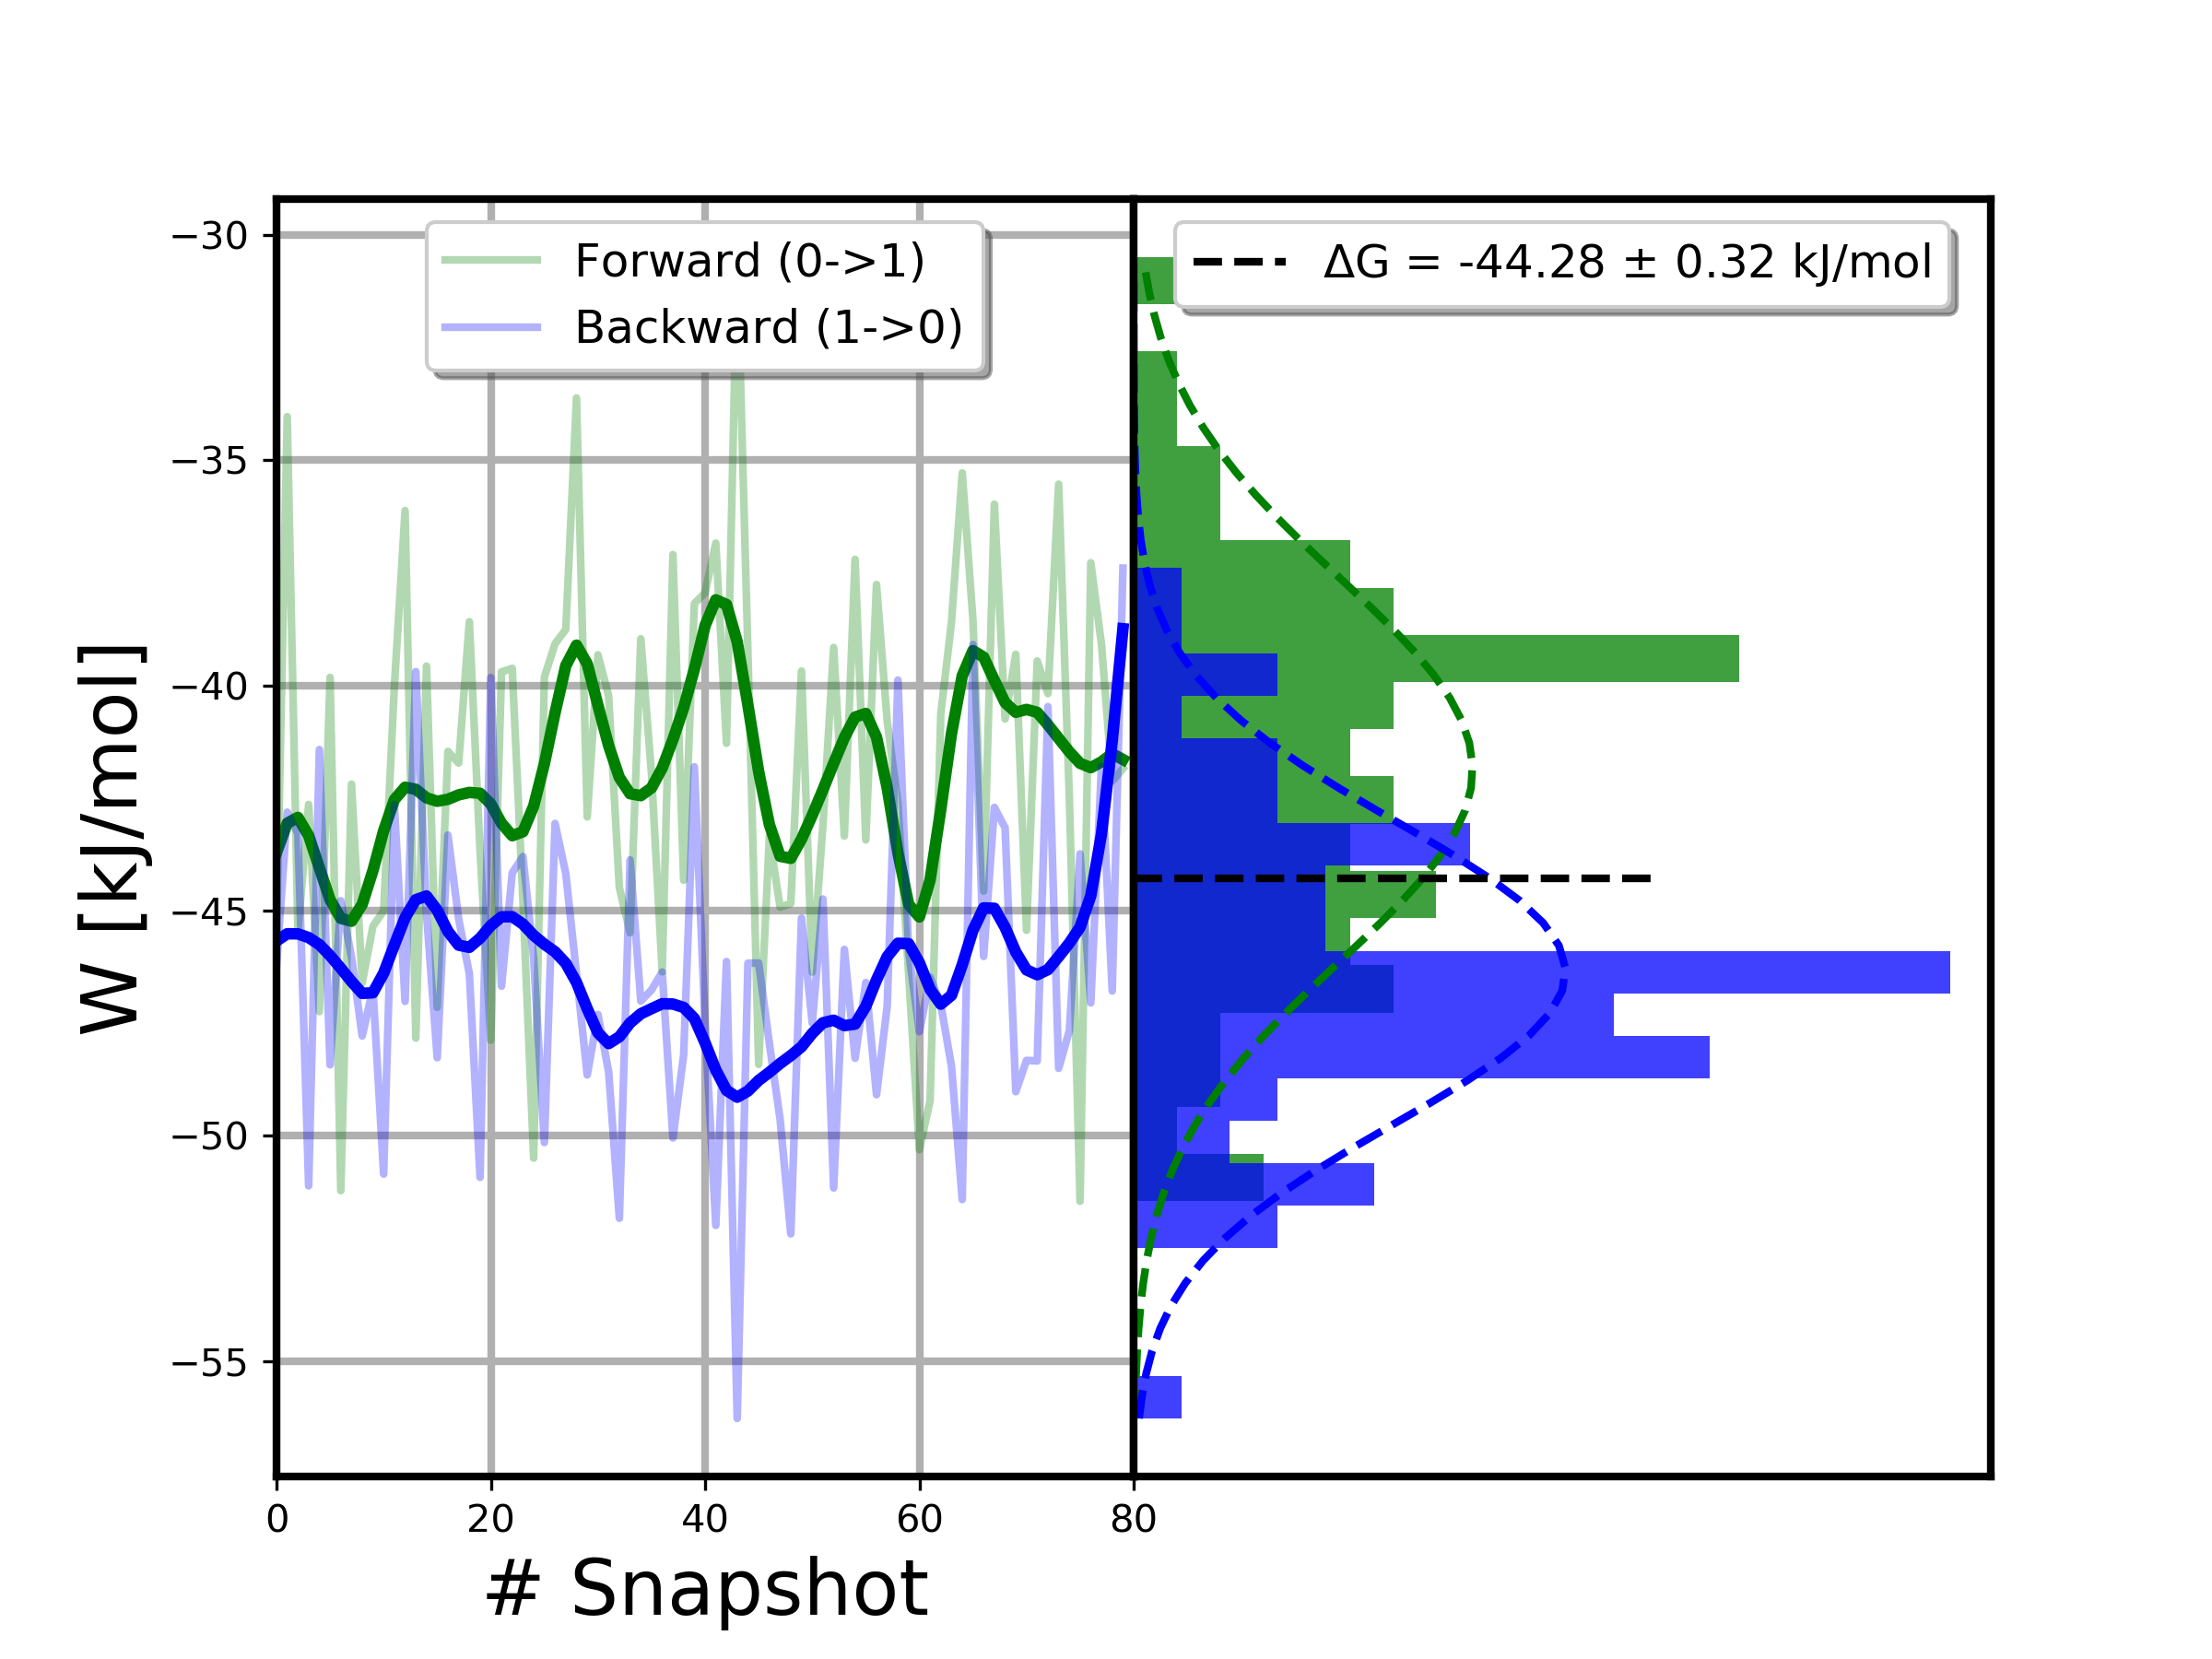 Forward (0->1)
Backward (1->0)
ΔG = -44.28 ± 0.32 kJ/mol
W [kJ/mol]
−30
−35
−40
−45
−50
−55
0 20 40 60 80
# Snapshot